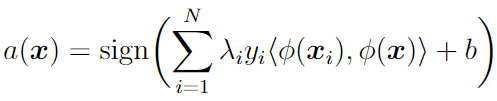 a(𝒙) = sign(∑_{i=1}^{N} λ_i y_i ⟨ϕ(𝒙_i), ϕ(𝒙)⟩ + b)